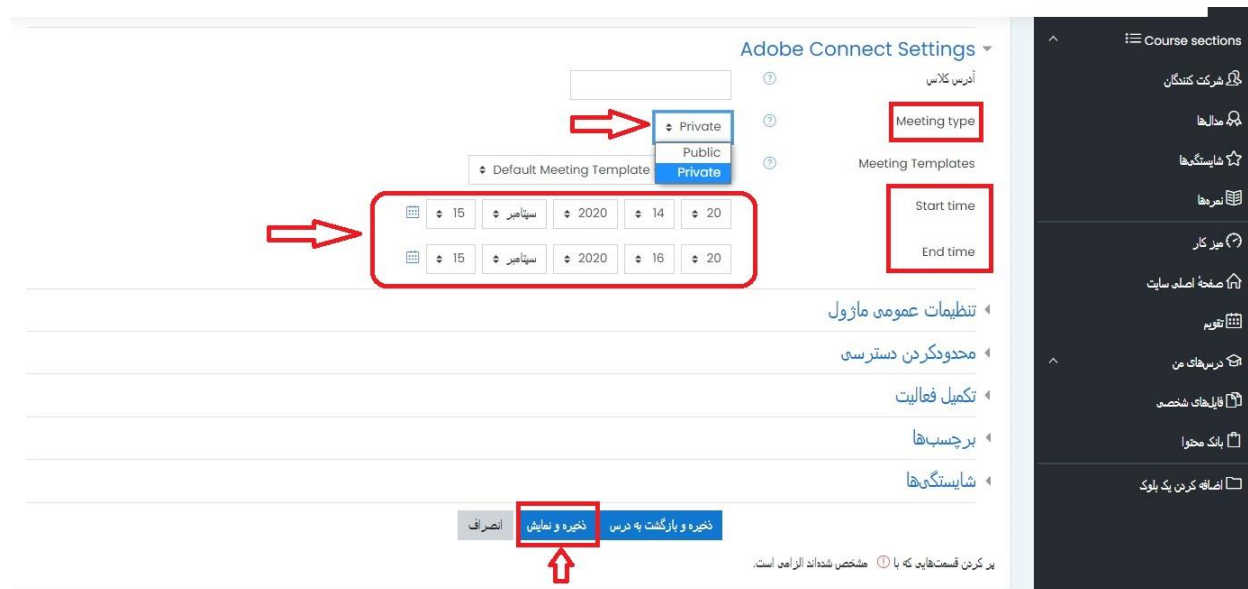 Adobe Connect Settings
آدرس کلاس
Meeting type
Private
Public
Private
Meeting Templates
Default Meeting Template
Start time
20 14 2020 سپتامبر 15
End time
20 16 2020 سپتامبر 15
تنظیمات عمومی ماژول
محدودکردن دسترسی
تکمیل فعالیت
برچسب‌ها
شایستگی‌ها
ذخیره و بازگشت به درس ذخیره و نمایش انصراف
پر کردن قسمت‌هایی که با مشخص شده‌اند الزامی است.
Course sections
شرکت کنندگان
مدال‌ها
شایستگی‌ها
نمره‌ها
میز کار
صفحهٔ اصلی سایت
تقویم
درس‌های من
فایل‌های شخصی
بانک محتوا
اضافه کردن یک بلوک